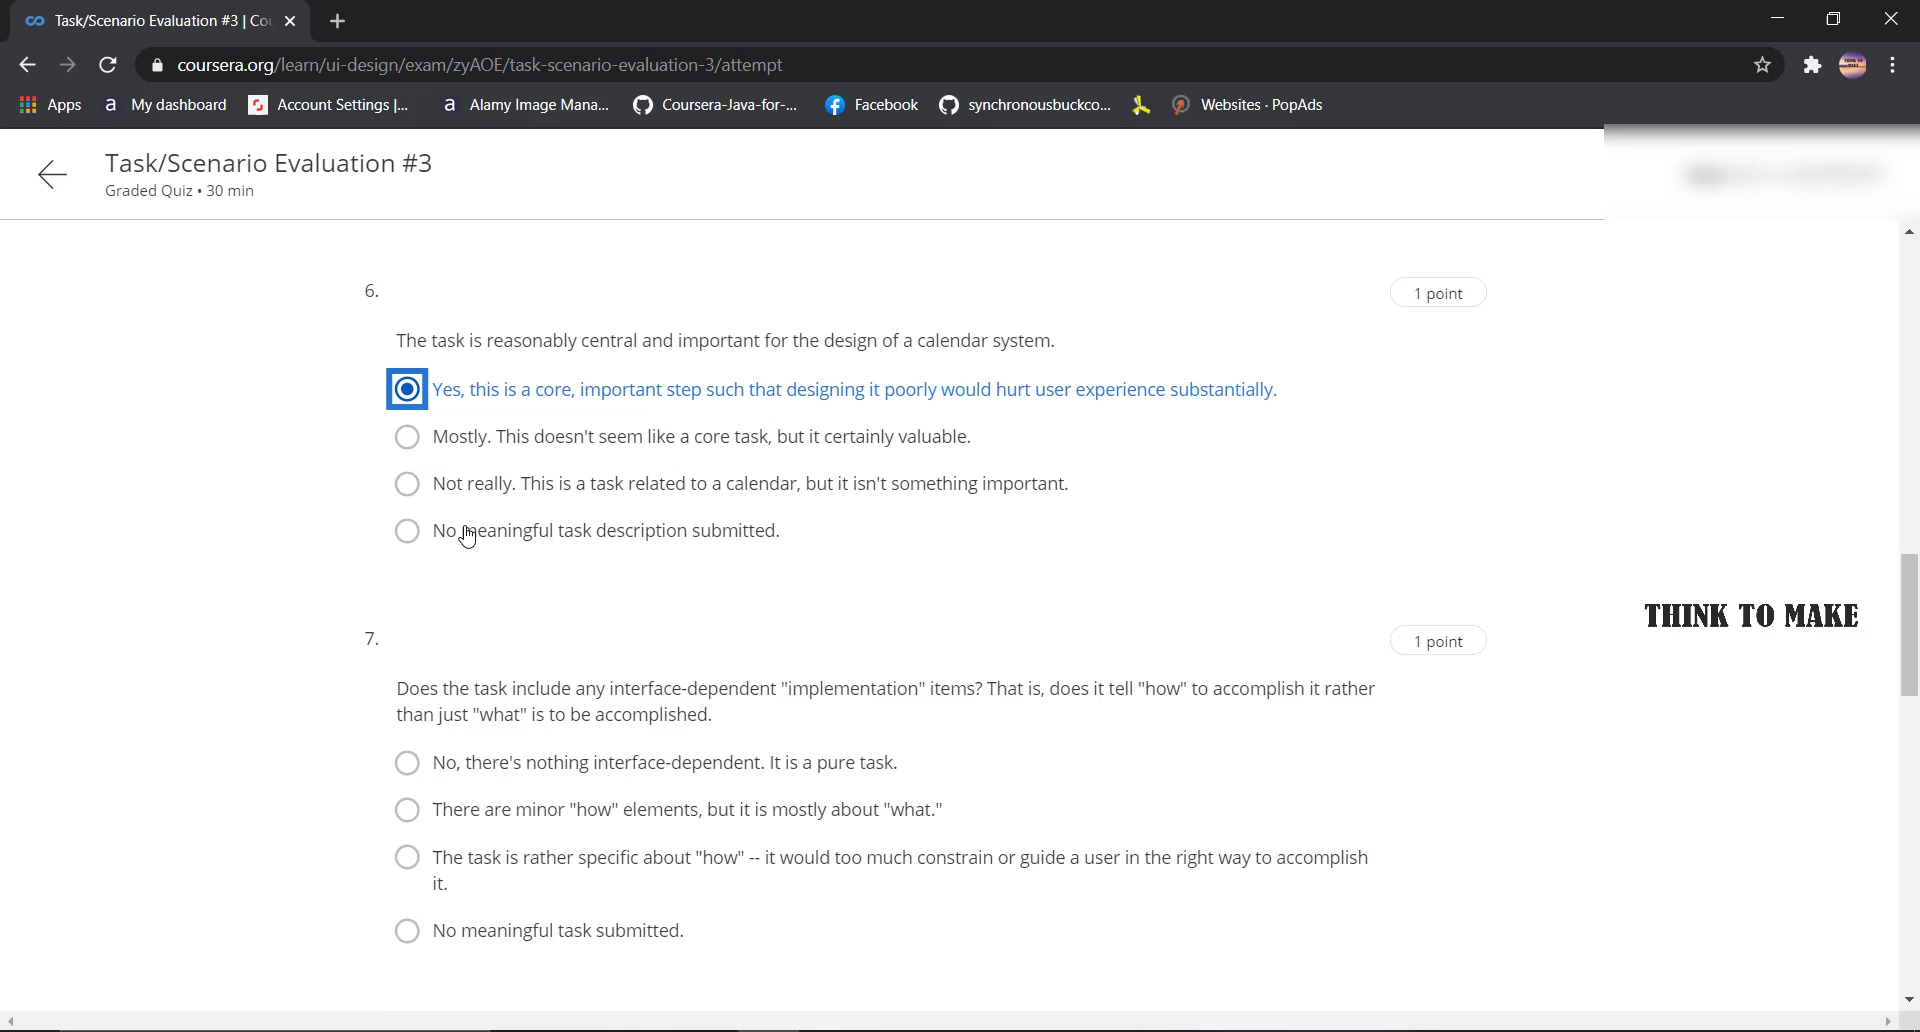 Task/Scenario Evaluation #3 | Cou
coursera.org/learn/ui-design/exam/zyAOE/task-scenario-evaluation-3/attempt
Apps
My dashboard
Account Settings |...
Alamy Image Mana...
Coursera-Java-for-...
Facebook
synchronousbuckco...
Websites - PopAds
Task/Scenario Evaluation #3
Graded Quiz • 30 min
6.
1 point
The task is reasonably central and important for the design of a calendar system.
Yes, this is a core, important step such that designing it poorly would hurt user experience substantially.
Mostly. This doesn't seem like a core task, but it certainly valuable.
Not really. This is a task related to a calendar, but it isn't something important.
No meaningful task description submitted.
THINK TO MAKE
7.
1 point
Does the task include any interface-dependent "implementation" items? That is, does it tell "how" to accomplish it rather
than just "what" is to be accomplished.
No, there's nothing interface-dependent. It is a pure task.
There are minor "how" elements, but it is mostly about "what."
The task is rather specific about "how" -- it would too much constrain or guide a user in the right way to accomplish
it.
No meaningful task submitted.